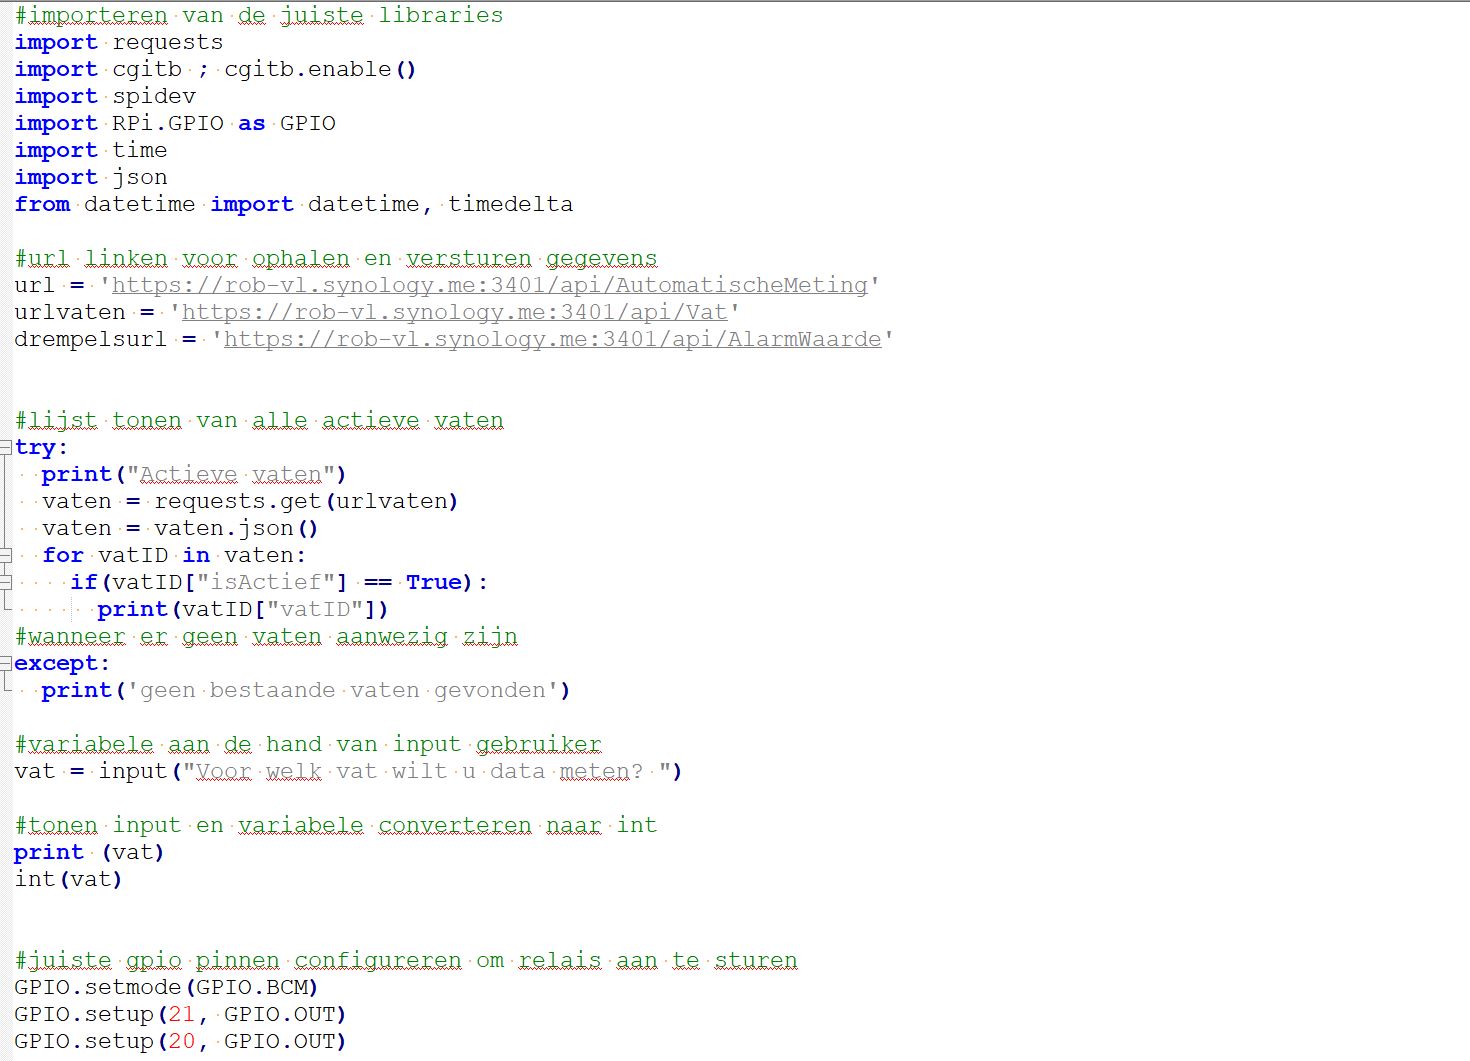 #importeren van de juiste libraries
import requests
import cgitb ; cgitb.enable()
import spidev
import RPi.GPIO as GPIO
import time
import json
from datetime import datetime, timedelta
#url linken voor ophalen en versturen gegevens
url = 'https://rob-vl.synology.me:3401/api/AutomatischeMeting'
urlvaten = 'https://rob-vl.synology.me:3401/api/Vat'
drempelsurl = 'https://rob-vl.synology.me:3401/api/AlarmWaarde'
#lijst tonen van alle actieve vaten
try:
  print("Actieve vaten")
  vaten = requests.get(urlvaten)
  vaten = vaten.json()
  for vatID in vaten:
    if(vatID["isActief"] == True):
      print(vatID["vatID"])
#wanneer er geen vaten aanwezig zijn
except:
  print('geen bestaande vaten gevonden')
#variabele aan de hand van input gebruiker
vat = input("Voor welk vat wilt u data meten? ")
#tonen input en variabele converteren naar int
print (vat)
int(vat)
#juiste gpio pinnen configureren om relais aan te sturen
GPIO.setmode(GPIO.BCM)
GPIO.setup(21, GPIO.OUT)
GPIO.setup(20, GPIO.OUT)